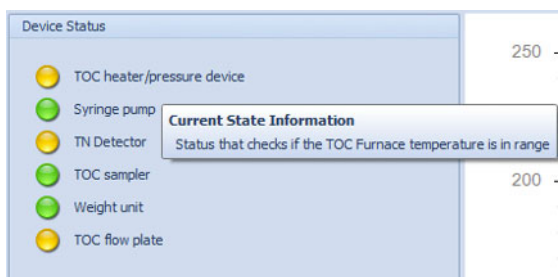 Device Status
250
TOC heater/pressure device
Syringe pump
Current State Information
Status that checks if the TOC Furnace temperature is in range
TN Detector
TOC sampler
200
Weight unit
TOC flow plate